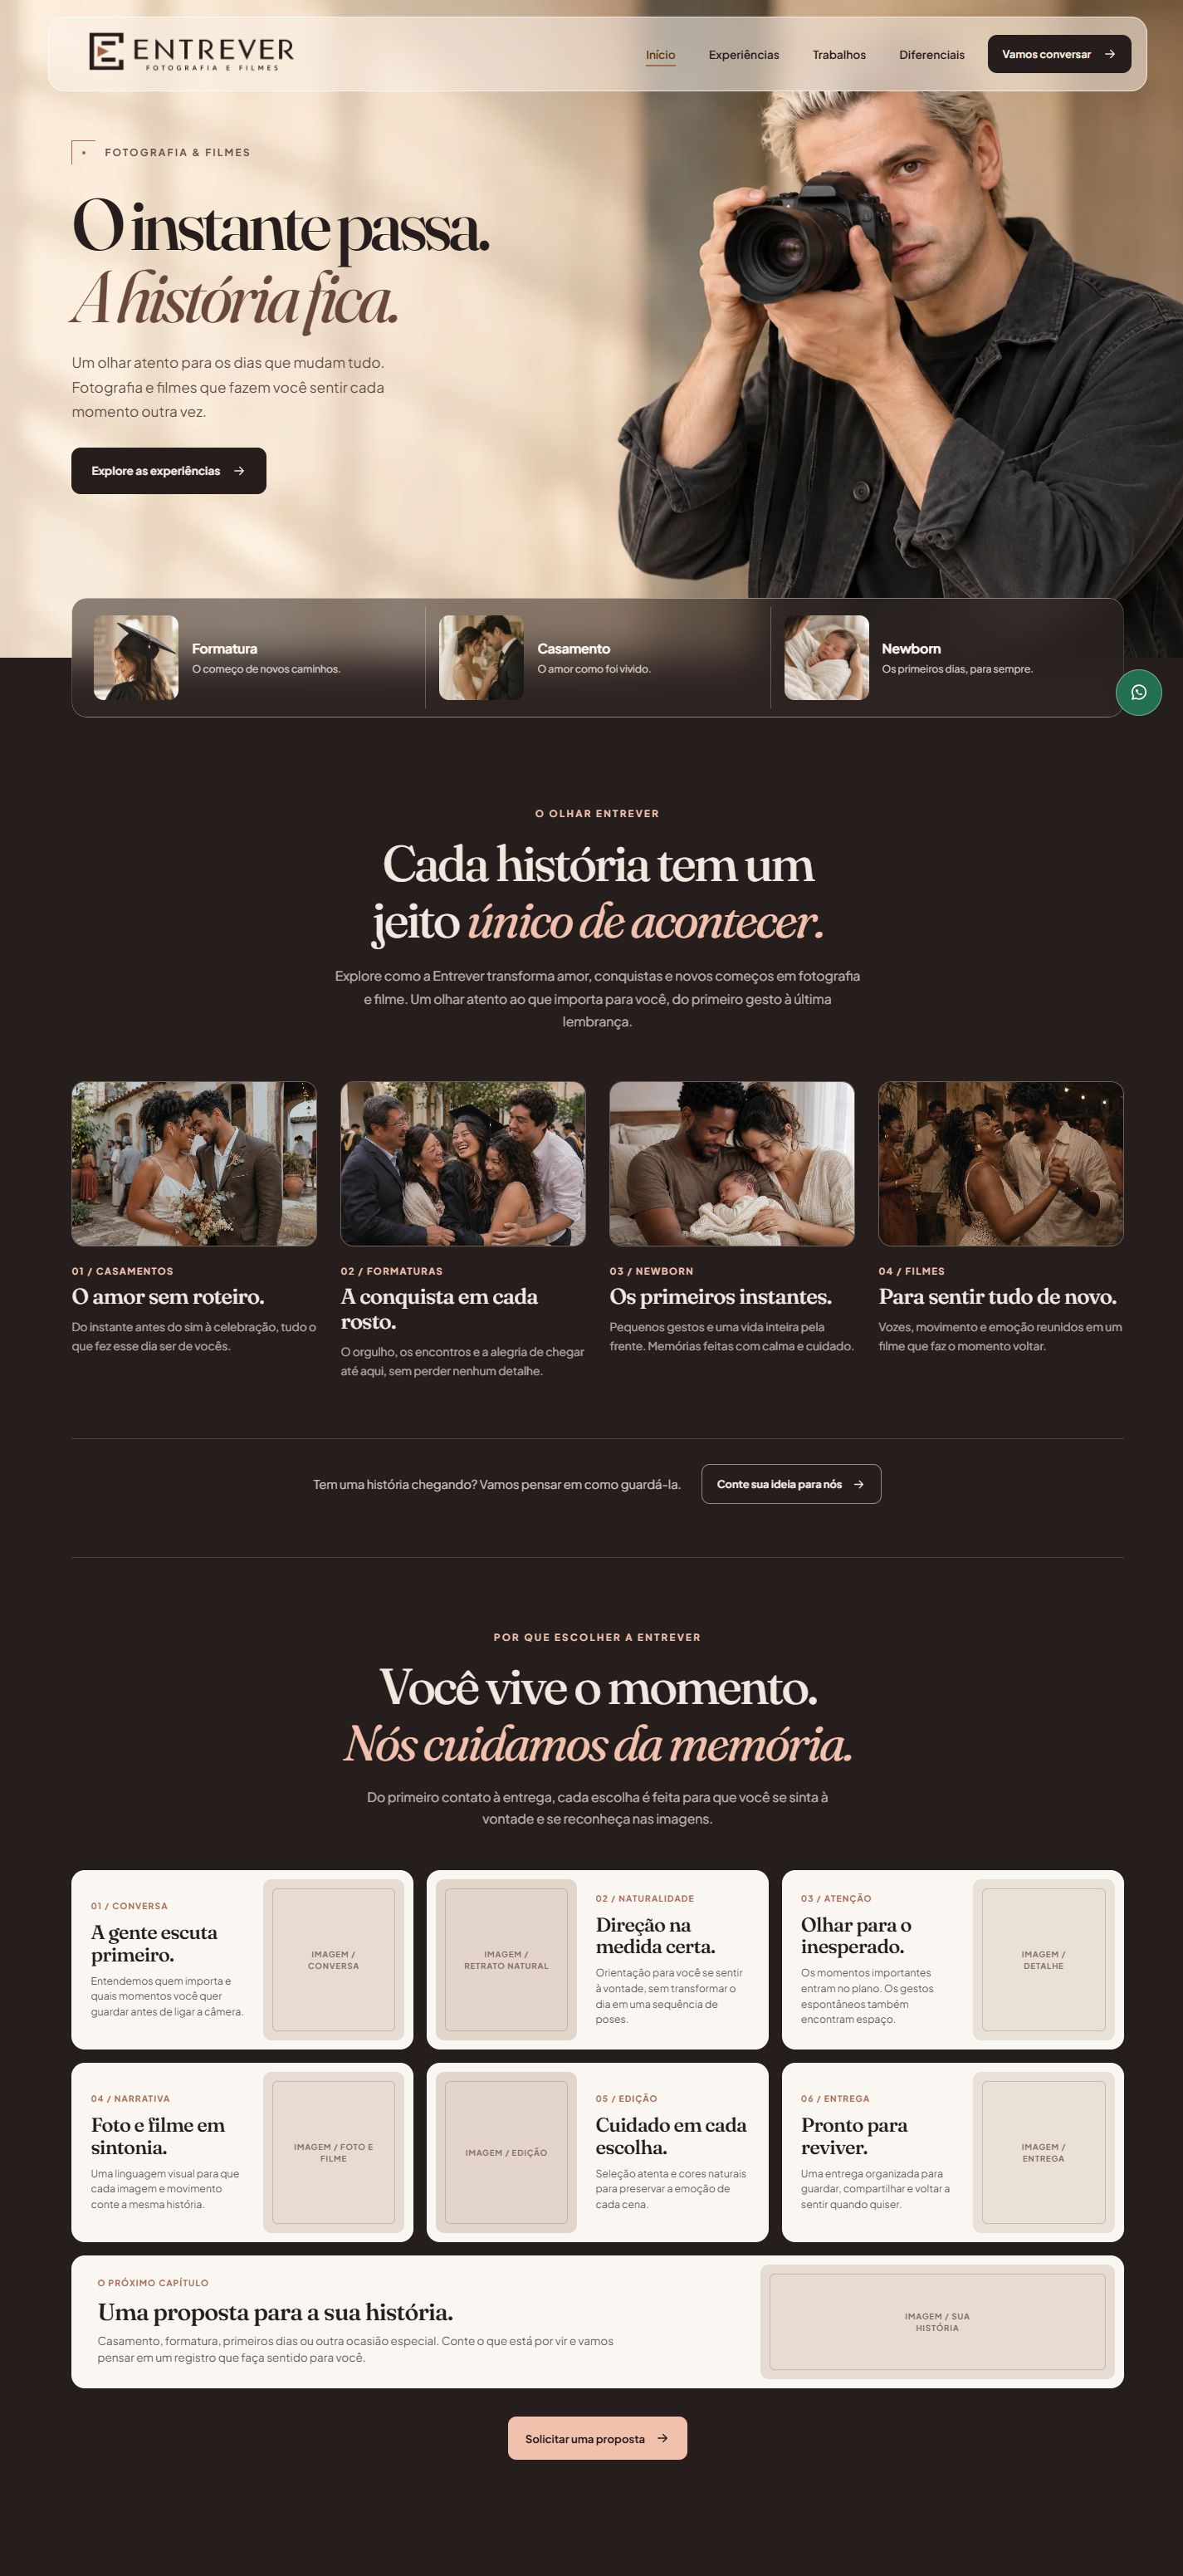 ENTREVER
FOTOGRAFIA E FILMES
Início
Experiências
Trabalhos
Diferenciais
Vamos conversar
FOTOGRAFIA & FILMES
O instante passa.
A história fica.
Um olhar atento para os dias que mudam tudo.
Fotografia e filmes que fazem você sentir cada
momento outra vez.
Explore as experiências
Formatura
O começo de novos caminhos.
Casamento
O amor como foi vivido.
Newborn
Os primeiros dias, para sempre.
O OLHAR ENTREVER
Cada história tem um
jeito único de acontecer.
Explore como a Entrever transforma amor, conquistas e novos começos em fotografia
e filme. Um olhar atento ao que importa para você, do primeiro gesto à última
lembrança.
01 / CASAMENTOS
O amor sem roteiro.
Do instante antes do sim à celebração, tudo o
que fez esse dia ser de vocês.
02 / FORMATURAS
A conquista em cada
rosto.
O orgulho, os encontros e a alegria de chegar
até aqui, sem perder nenhum detalhe.
03 / NEWBORN
Os primeiros instantes.
Pequenos gestos e uma vida inteira pela
frente. Memórias feitas com calma e cuidado.
04 / FILMES
Para sentir tudo de novo.
Vozes, movimento e emoção reunidos em um
filme que faz o momento voltar.
Tem uma história chegando? Vamos pensar em como guardá-la.
Conte sua ideia para nós
POR QUE ESCOLHER A ENTREVER
Você vive o momento.
Nós cuidamos da memória.
Do primeiro contato à entrega, cada escolha é feita para que você se sinta à
vontade e se reconheça nas imagens.
01 / CONVERSA
A gente escuta
primeiro.
Entendemos quem importa e
quais momentos você quer
guardar antes de ligar a câmera.
IMAGEM /
CONVERSA
IMAGEM /
RETRATO NATURAL
02 / NATURALIDADE
Direção na
medida certa.
Orientação para você se sentir
à vontade, sem transformar o
dia em uma sequência de
poses.
03 / ATENÇÃO
Olhar para o
inesperado.
Os momentos importantes
entram no plano. Os gestos
espontâneos também
encontram espaço.
IMAGEM /
DETALHE
04 / NARRATIVA
Foto e filme em
sintonia.
Uma linguagem visual para que
cada imagem e movimento
conte a mesma história.
IMAGEM / FOTO E
FILME
IMAGEM / EDIÇÃO
05 / EDIÇÃO
Cuidado em cada
escolha.
Seleção atenta e cores naturais
para preservar a emoção de
cada cena.
06 / ENTREGA
Pronto para
reviver.
Uma entrega organizada para
guardar, compartilhar e voltar a
sentir quando quiser.
IMAGEM /
ENTREGA
O PRÓXIMO CAPÍTULO
Uma proposta para a sua história.
Casamento, formatura, primeiros dias ou outra ocasião especial. Conte o que está por vir e vamos
pensar em um registro que faça sentido para você.
IMAGEM / SUA
HISTÓRIA
Solicitar uma proposta